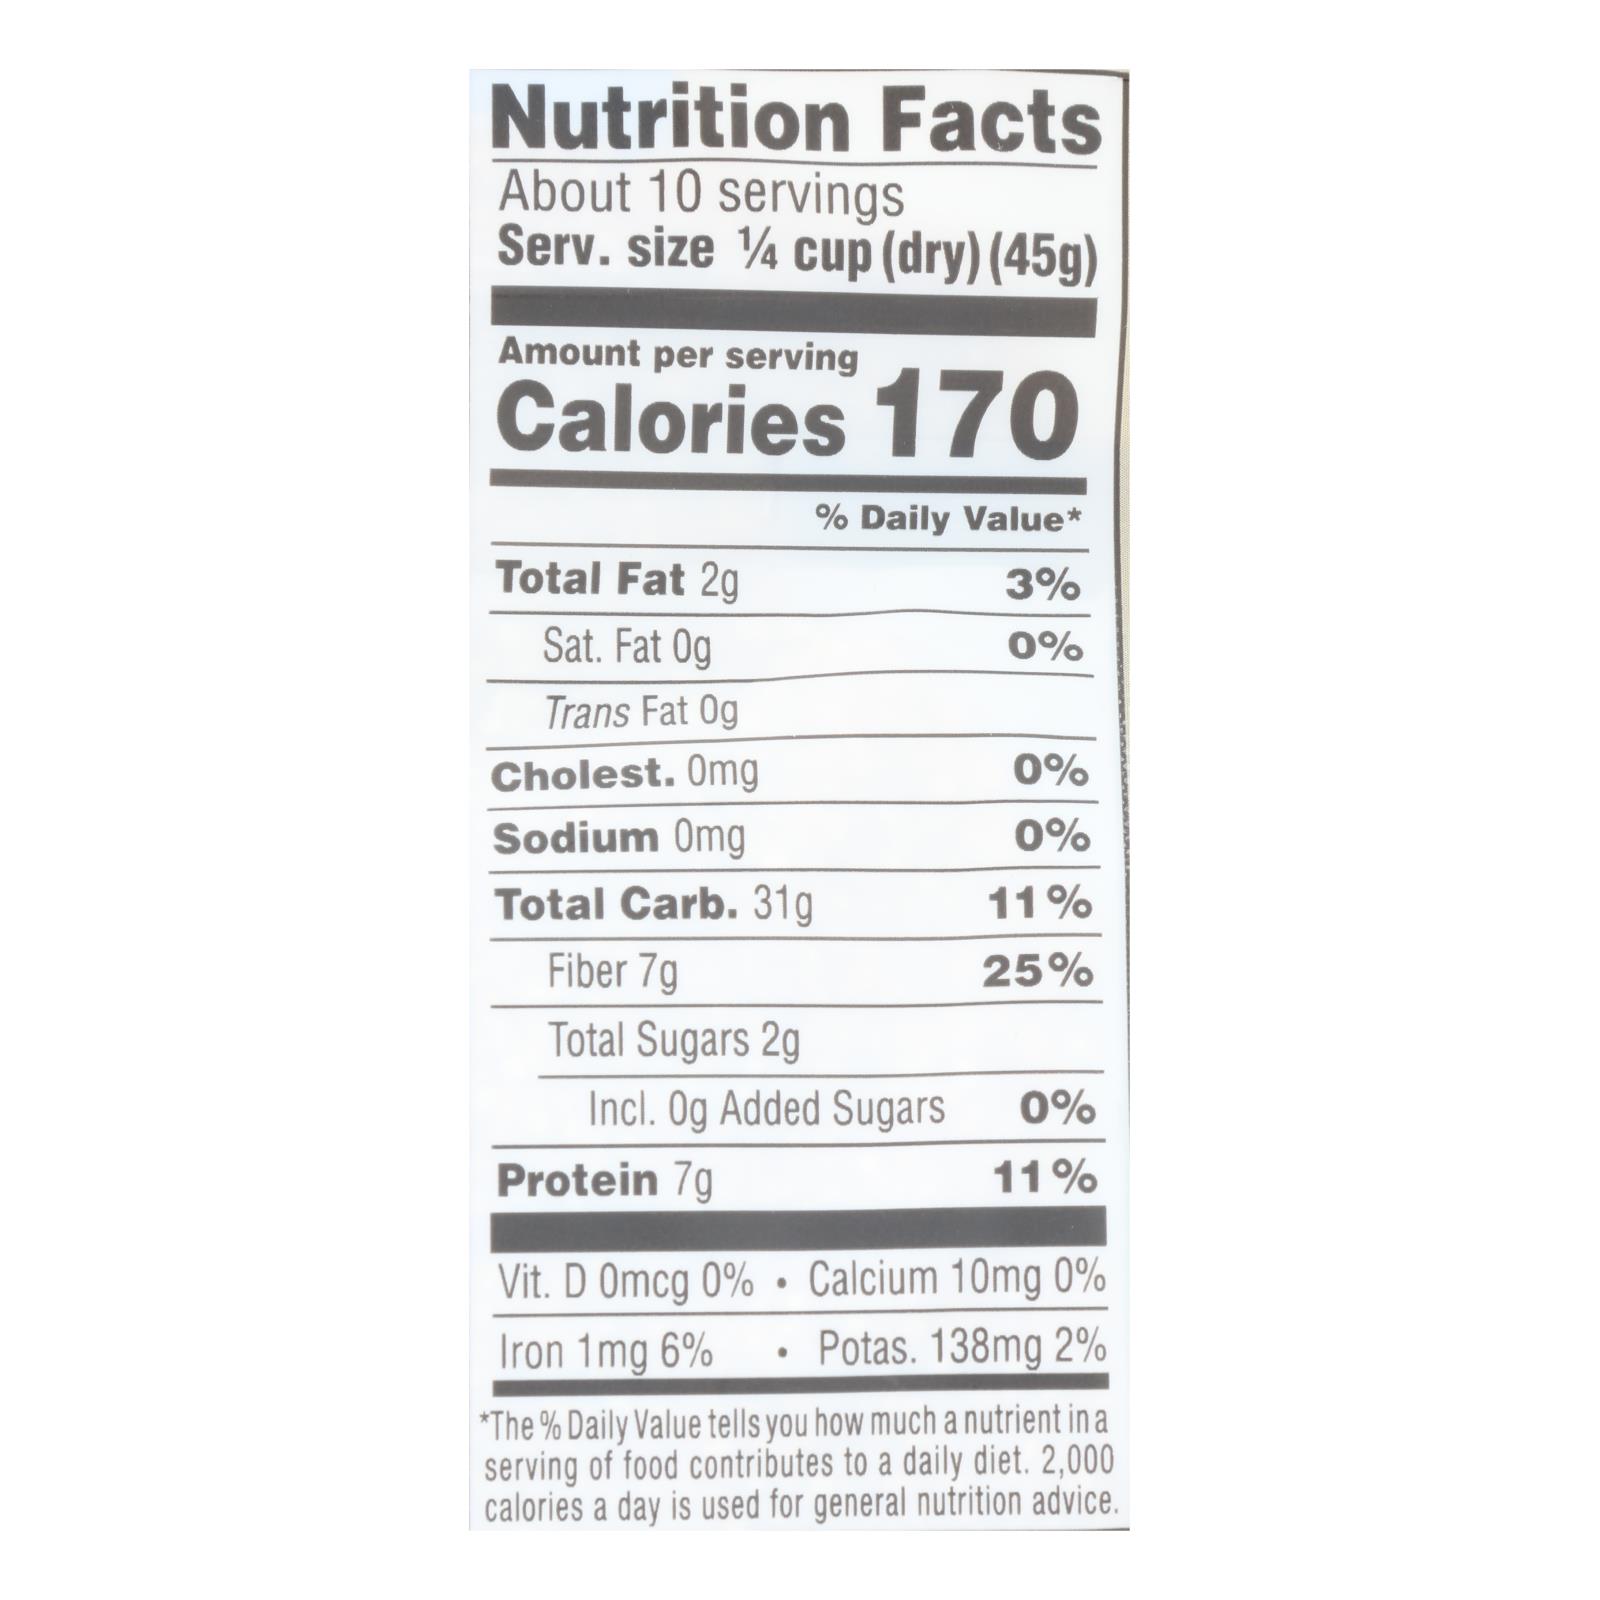 Nutrition Facts
About 10 servings
Serv. size ¼ cup (dry) (45g)
Amount per serving
Calories 170
% Daily Value*
Total Fat 2g 3%
Sat. Fat 0g 0%
Trans Fat 0g
Cholest. 0mg 0%
Sodium 0mg 0%
Total Carb. 31g 11%
Fiber 7g 25%
Total Sugars 2g
Incl. 0g Added Sugars 0%
Protein 7g 11%
Vit. D 0mcg 0% • Calcium 10mg 0%
Iron 1mg 6% • Potas. 138mg 2%
*The % Daily Value tells you how much a nutrient in a
serving of food contributes to a daily diet. 2,000
calories a day is used for general nutrition advice.